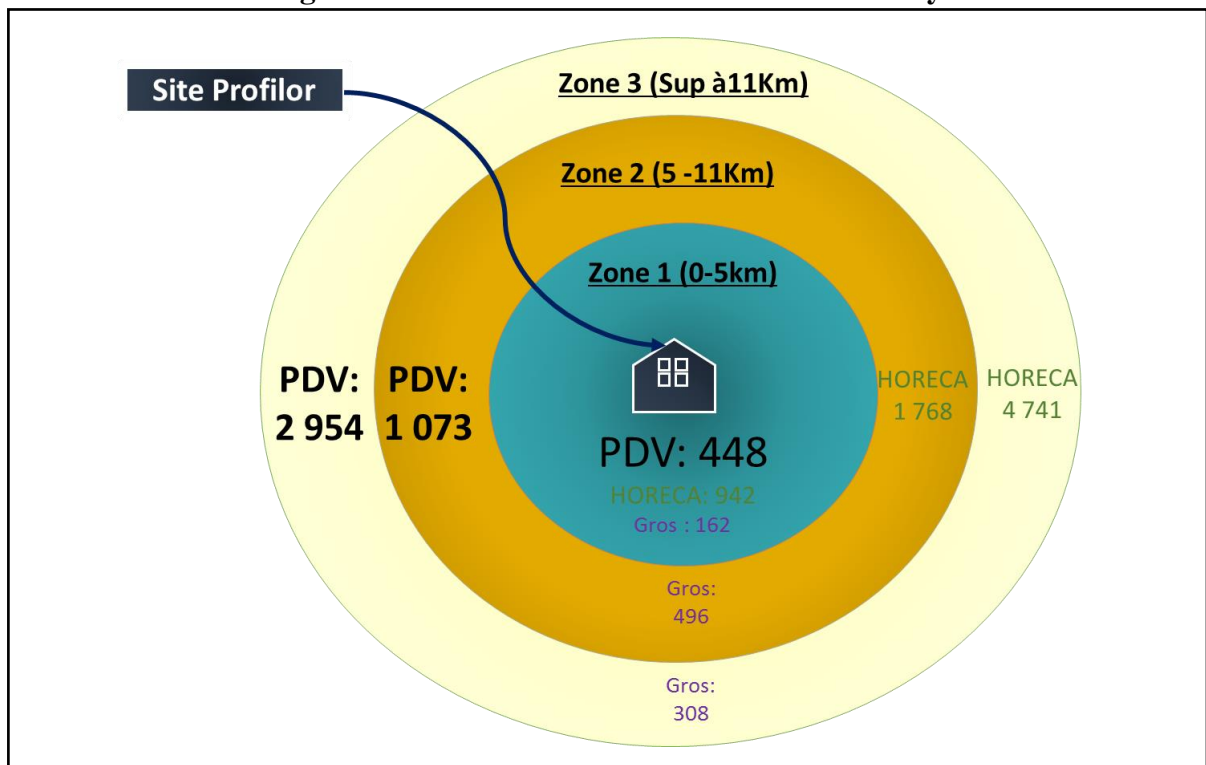 Site Profilor
Zone 3 (Sup à11Km)
Zone 2 (5 -11Km)
Zone 1 (0-5km)
PDV:
2 954
PDV:
1 073
HORECA
1 768
HORECA
4 741
PDV: 448
HORECA: 942
Gros : 162
Gros:
496
Gros:
308